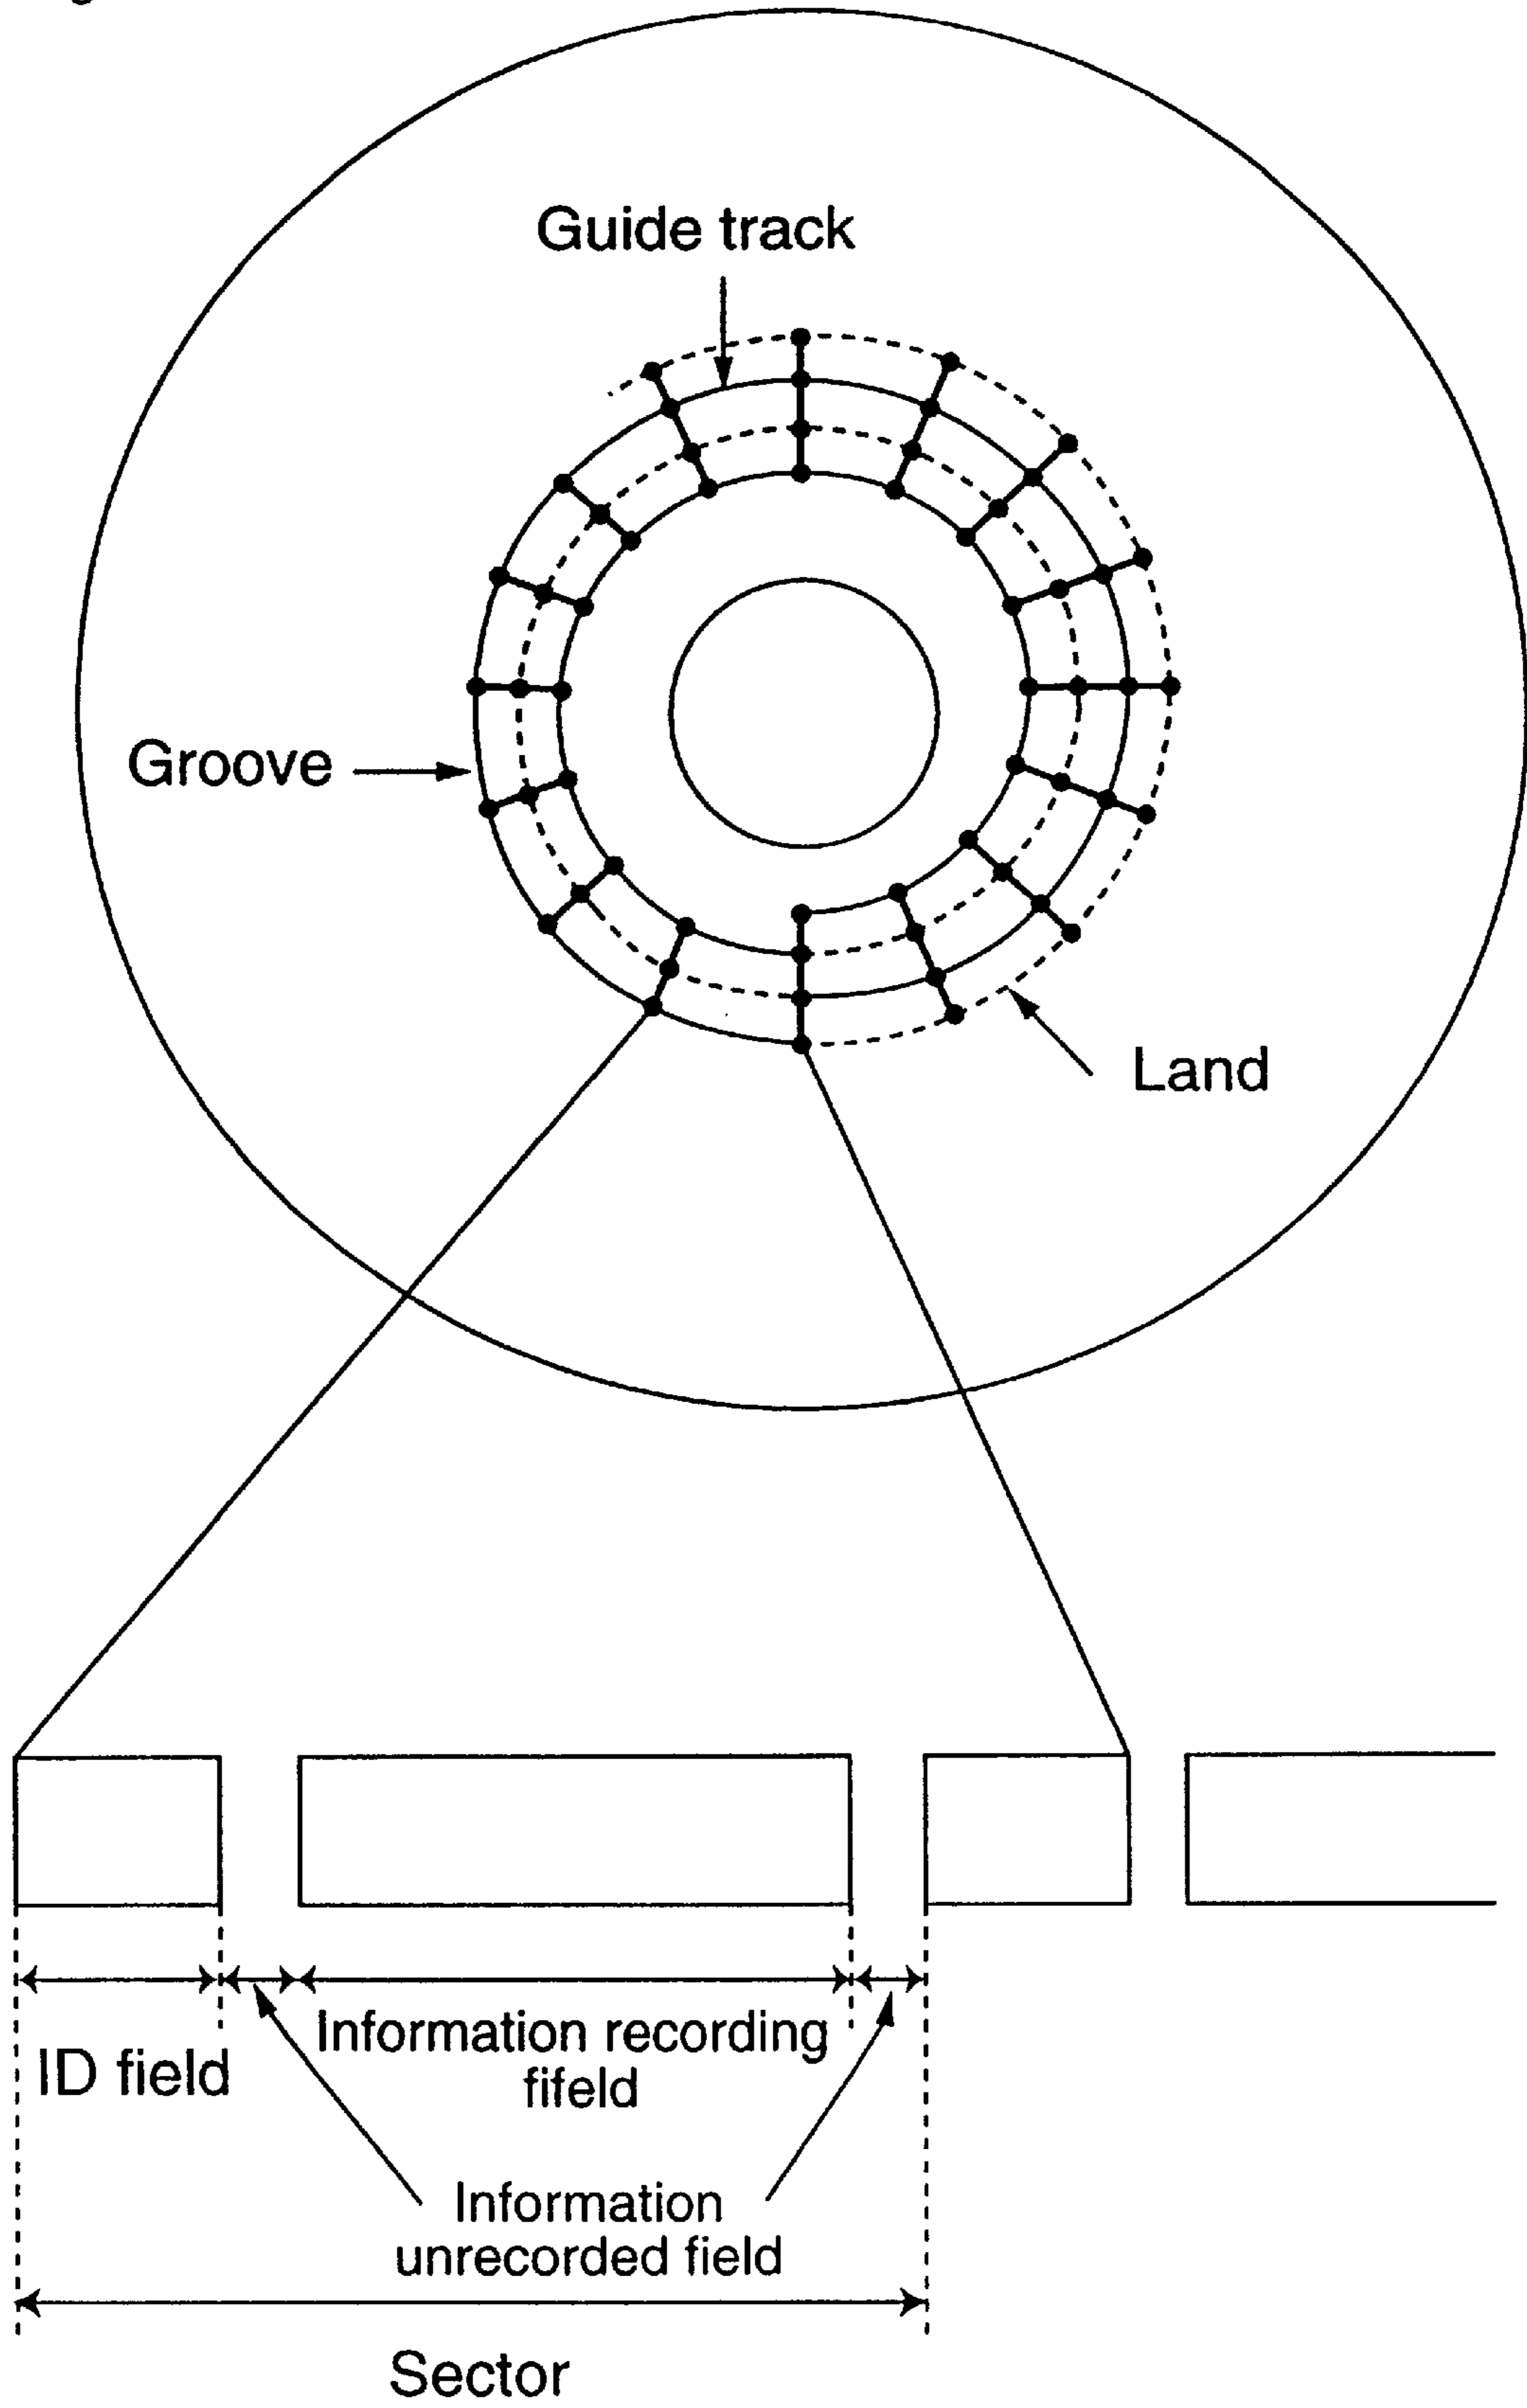 Guide track
Groove
Land
Information recording
fifeld
ID field
Information
unrecorded field
Sector